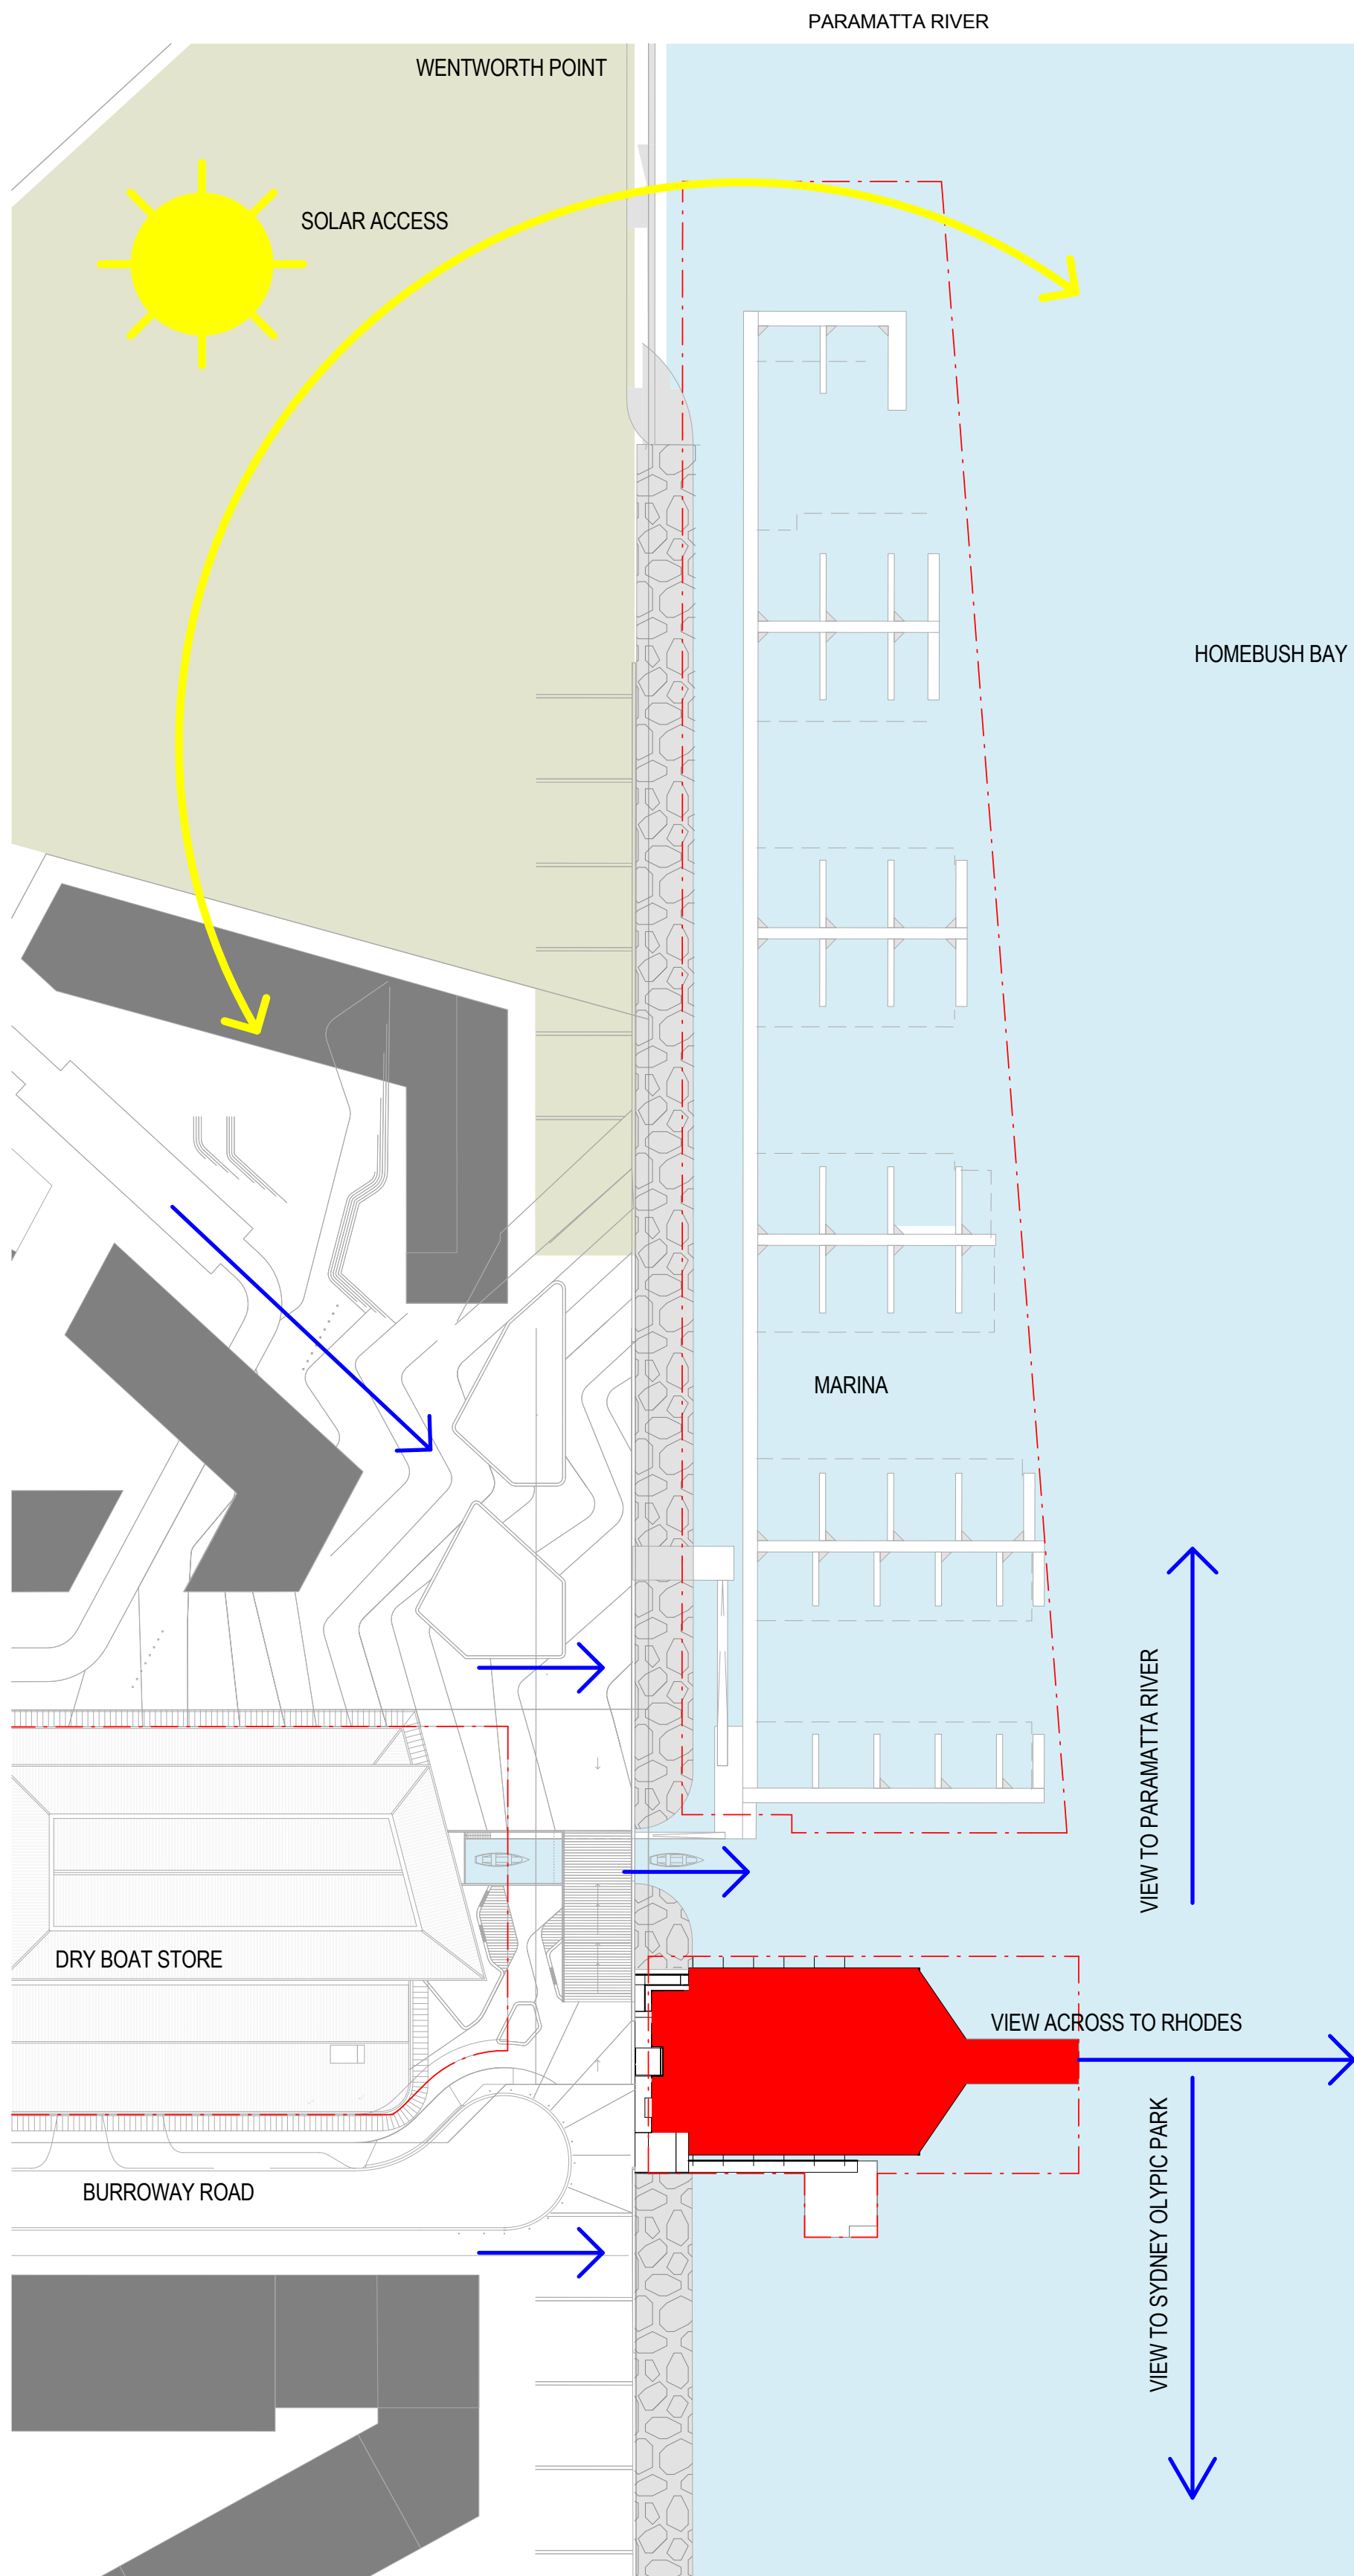 PARAMATTA RIVER
WENTWORTH POINT
SOLAR ACCESS
HOMEBUSH BAY
MARINA
VIEW TO PARAMATTA RIVER
DRY BOAT STORE
VIEW ACROSS TO RHODES
BURROWAY ROAD
VIEW TO SYDNEY OLYPIC PARK